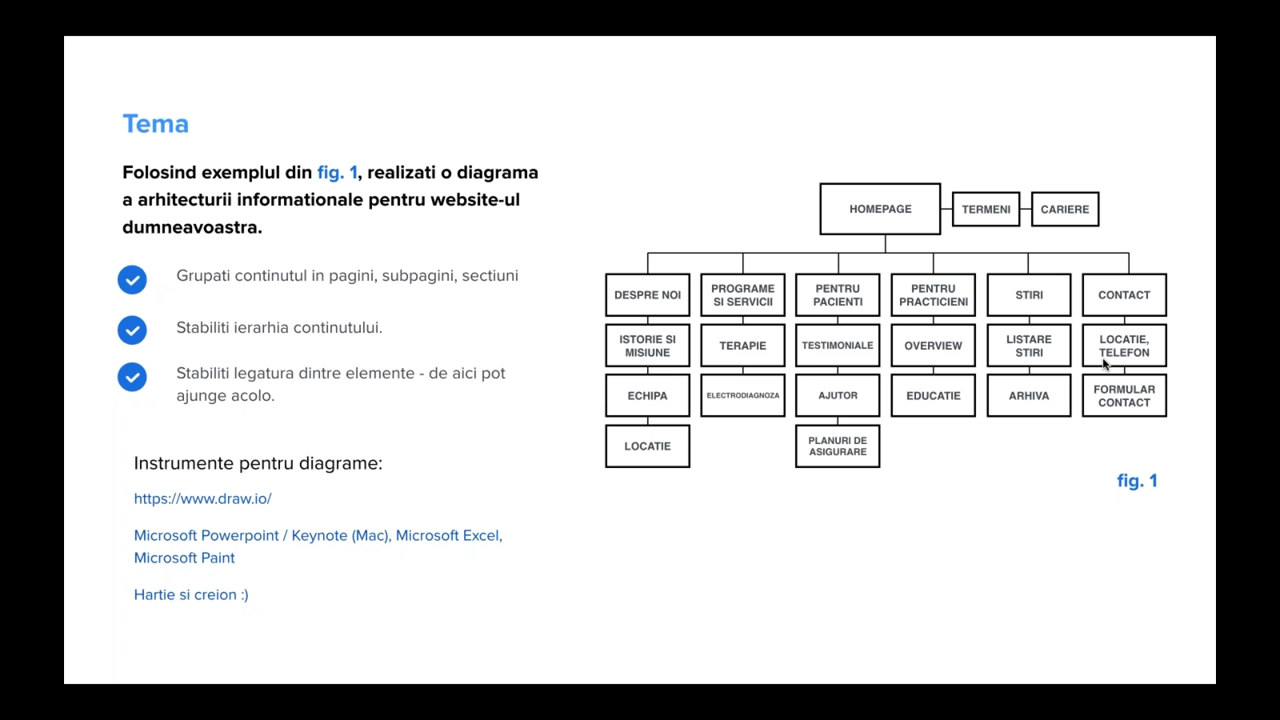 Tema
Folosind exemplul din fig. 1, realizati o diagrama
a arhitecturii informationale pentru website-ul
dumneavoastra.
Grupati continutul in pagini, subpagini, sectiuni
Stabiliti ierarhia continutului.
Stabiliti legatura dintre elemente - de aici pot
ajunge acolo.
Instrumente pentru diagrame:
https://www.draw.io/
Microsoft Powerpoint / Keynote (Mac), Microsoft Excel,
Microsoft Paint
Hartie si creion :)
HOMEPAGE
TERMENI
CARIERE
DESPRE NOI
PROGRAME
SI SERVICII
PENTRU
PACIENTI
PENTRU
PRACTICIENI
STIRI
CONTACT
ISTORIE SI
MISIUNE
TERAPIE
TESTIMONIALE
OVERVIEW
LISTARE
STIRI
LOCATIE,
TELEFON
ECHIPA
ELECTRODIAGNOZA
AJUTOR
EDUCATIE
ARHIVA
FORMULAR
CONTACT
LOCATIE
PLANURI DE
ASIGURARE
fig. 1